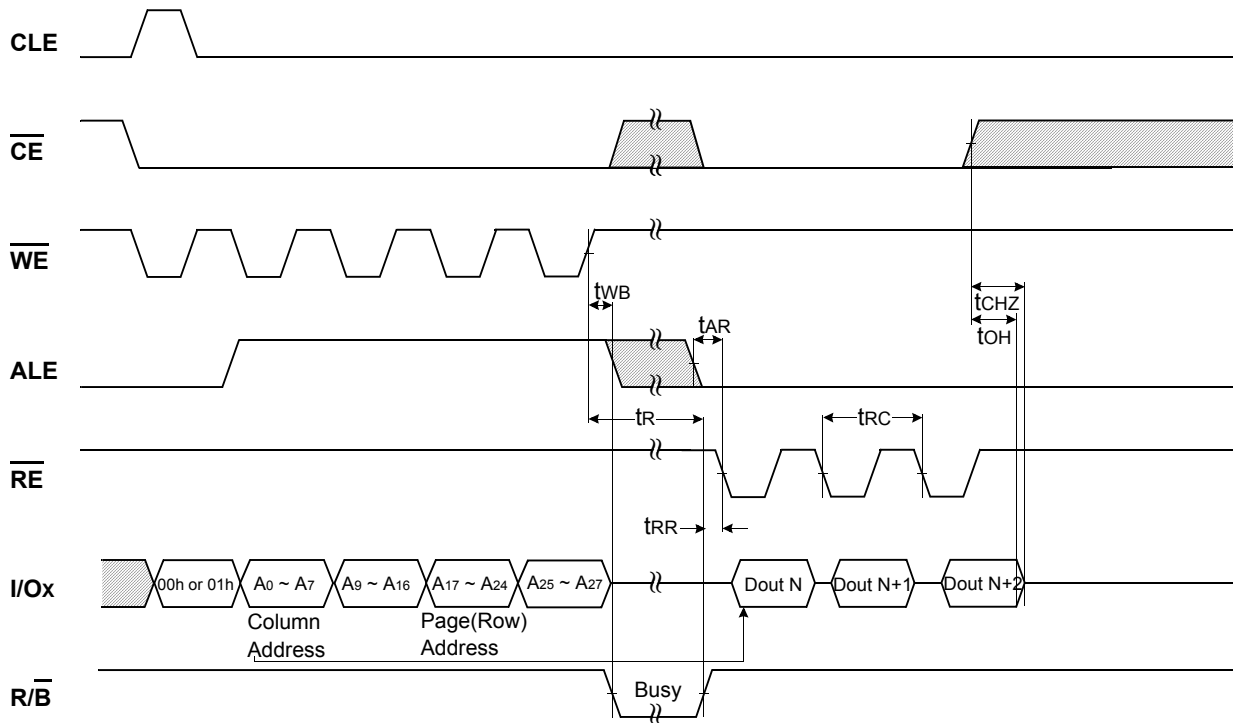 CLE
CE
WE
tWB
tCHZ
tAR
tOH
ALE
tR
tRC
RE
tRR
I/Ox
00h or 01h
A0 ~ A7
A9 ~ A16
A17 ~ A24
A25 ~ A27
Dout N
Dout N+1
Dout N+2
Column
Address
Page(Row)
Address
R/B
Busy